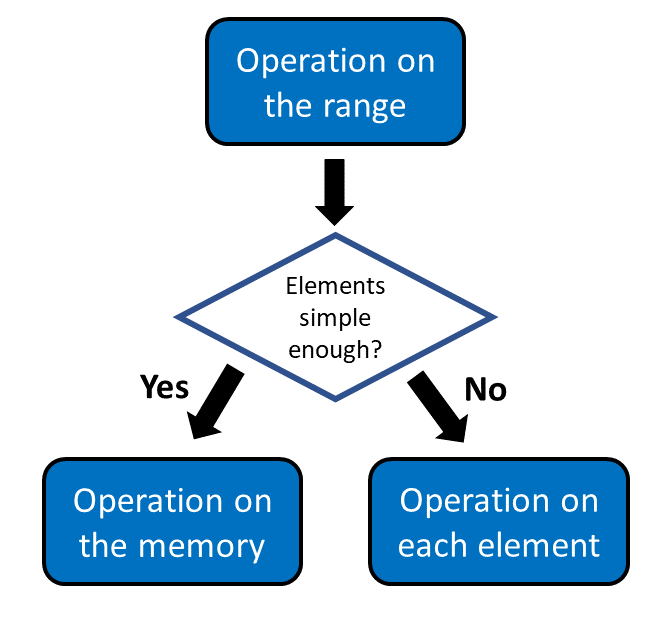 Operation on
the range
Elements
simple
enough?
Yes
No
Operation on
the memory
Operation on
each element